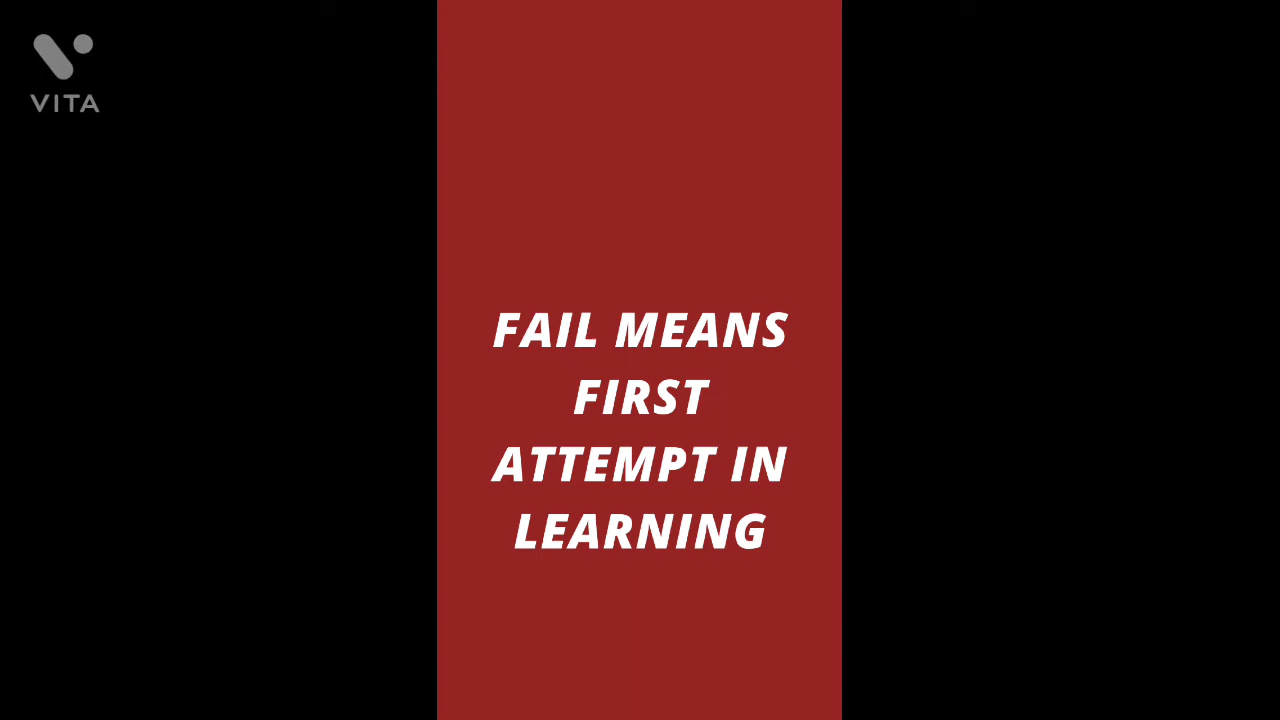 VITA
FAIL MEANS
FIRST
ATTEMPT IN
LEARNING